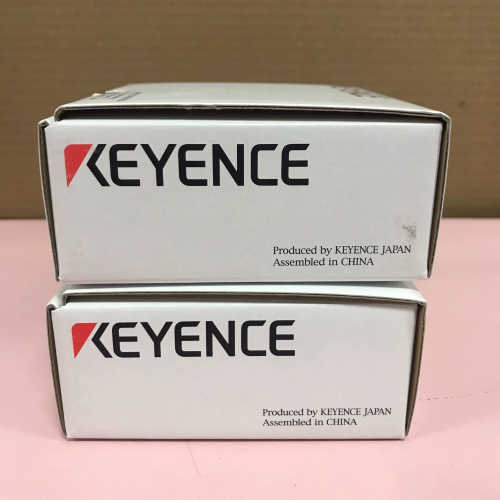 KEYENCE
Produced by KEYENCE JAPAN
Assembled in CHINA
KEYENCE
Produced by KEYENCE JAPAN
Assembled in CHINA